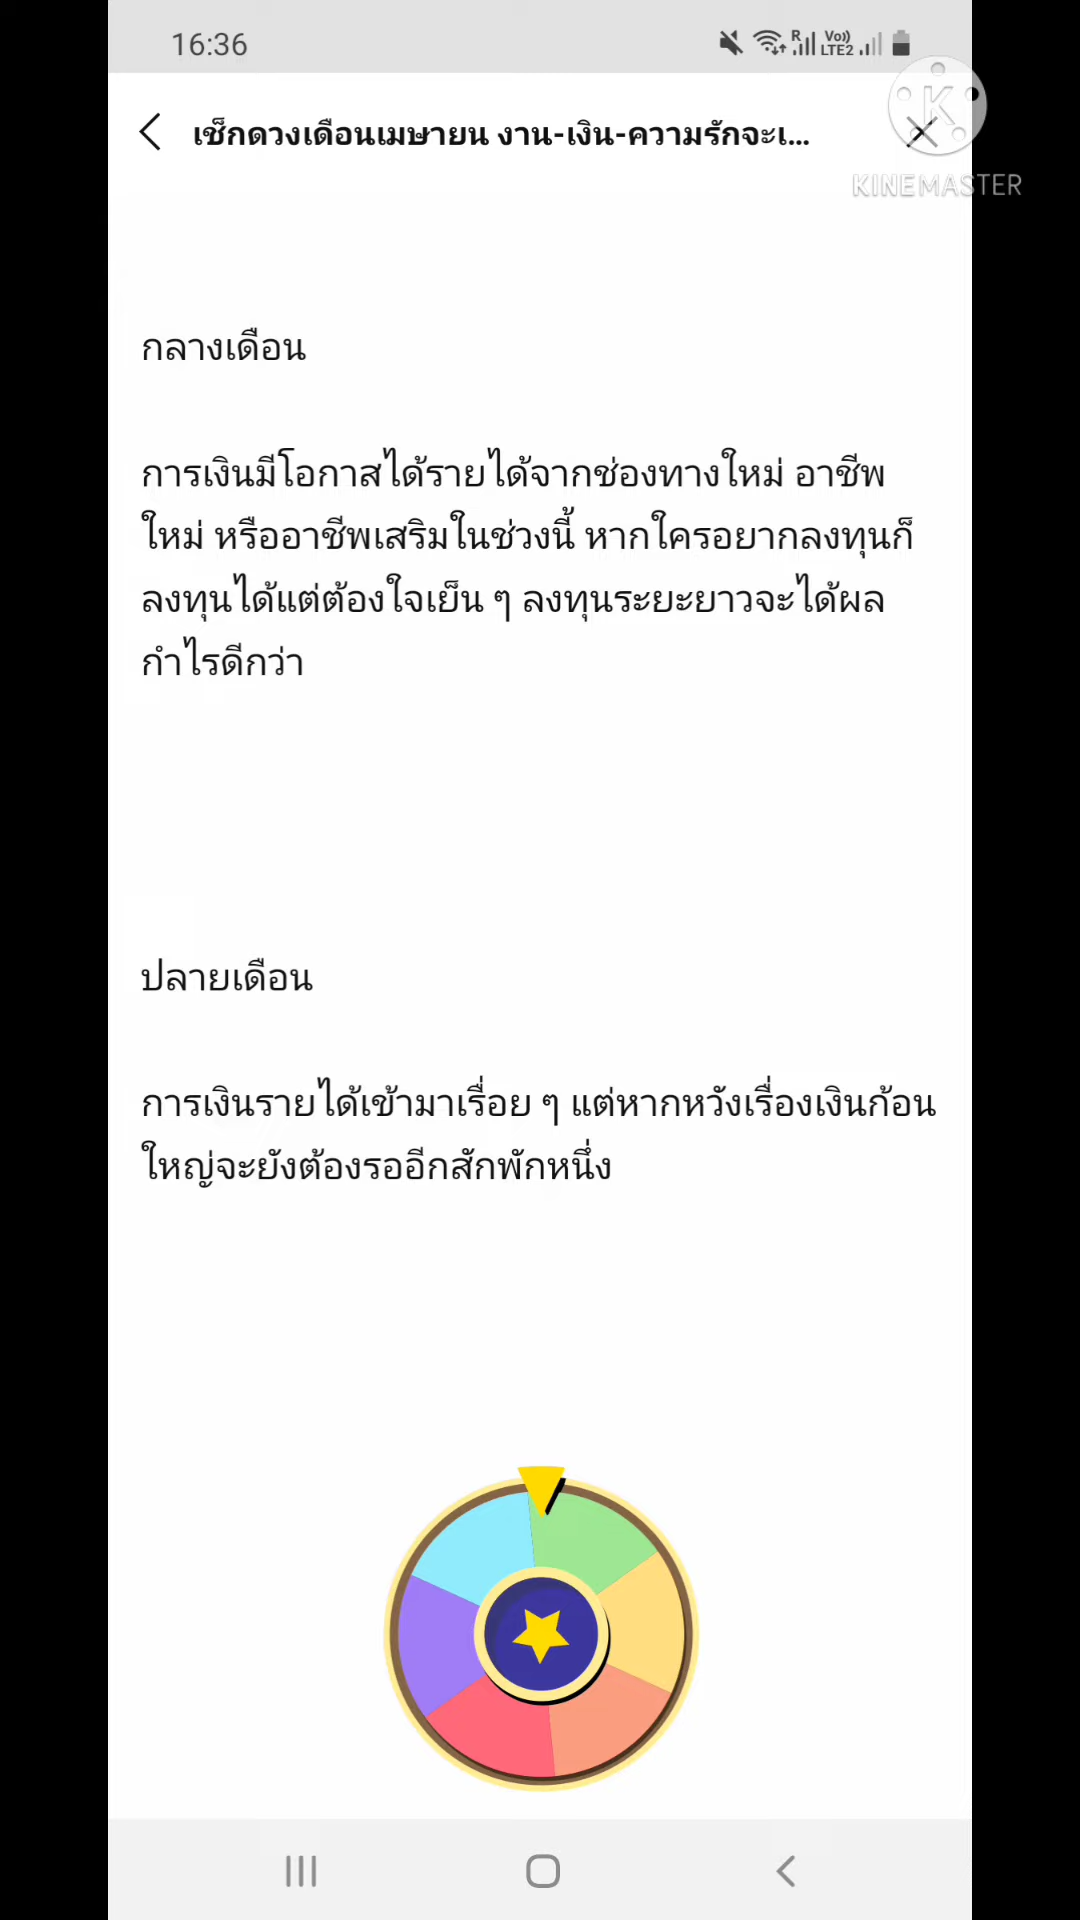 16:36
R Vo))
LTE2
เช็กดวงเดือนเมษายน งาน-เงิน-ความรักจะเ...
K
KINEMASTER
กลางเดือน
การเงินมีโอกาสได้รายได้จากช่องทางใหม่ อาชีพ
ใหม่ หรืออาชีพเสริมในช่วงนี้ หากใครอยากลงทุนก็
ลงทุนได้แต่ต้องใจเย็น ๆ ลงทุนระยะยาวจะได้ผล
กำไรดีกว่า
ปลายเดือน
การเงินรายได้เข้ามาเรื่อย ๆ แต่หากหวังเรื่องเงินก้อน
ใหญ่จะยังต้องรออีกสักพักหนึ่ง